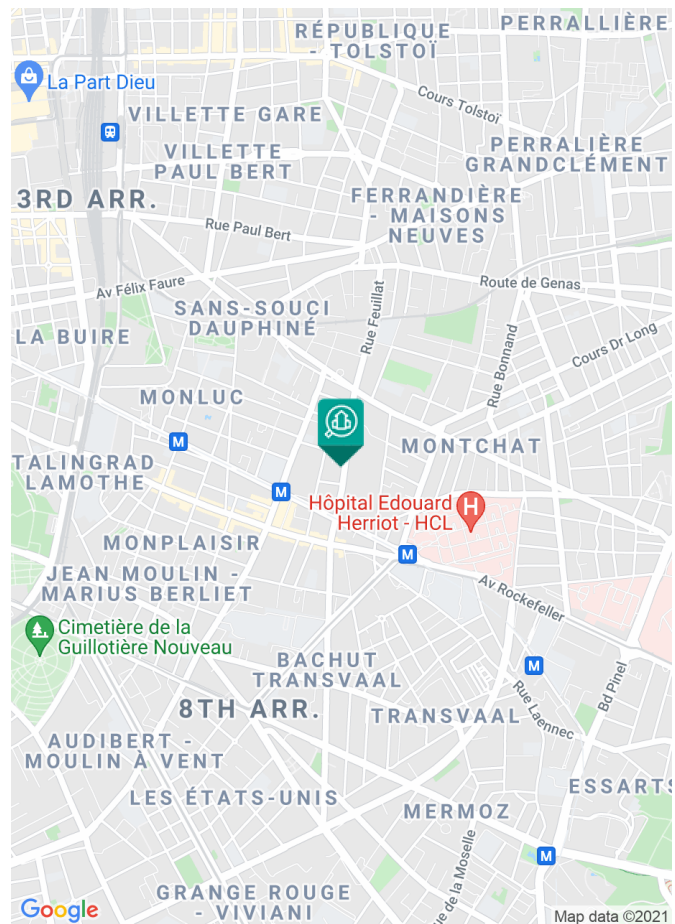 RÉPUBLIQUE
- TOLSTOÏ
PERRALLIÈRE
La Part Dieu
Cours Tolstoï
VILLETTE GARE
VILLETTE
PAUL BERT
PERRALIÈRE
GRANDCLÉMENT
3RD ARR.
FERRANDIÈRE
- MAISONS
NEUVES
Rue Paul Bert
Av Félix Faure
Route de Genas
SANS-SOUCI
DAUPHINÉ
Rue Feuillat
LA BUIRE
Rue Bonnand
Cours Dr Long
MONLUC
M
MONTCHAT
TALINGRAD
LAMOTHE
M
Hôpital Edouard
Herriot - HCL
H
MONPLAISIR
M
JEAN MOULIN -
MARIUS BERLIET
Av Rockefeller
Cimetière de la
Guillotière Nouveau
BACHUT
TRANSVAAL
M
Bd Pinel
8TH ARR.
TRANSVAAL
Rue Laennec
AUDIBERT -
MOULIN À VENT
LES ÉTATS-UNIS
ESSARTS
MERMOZ
M
ue de la Moselle
GRANGE ROUGE
- VIVIANI
Google
Map data ©2021